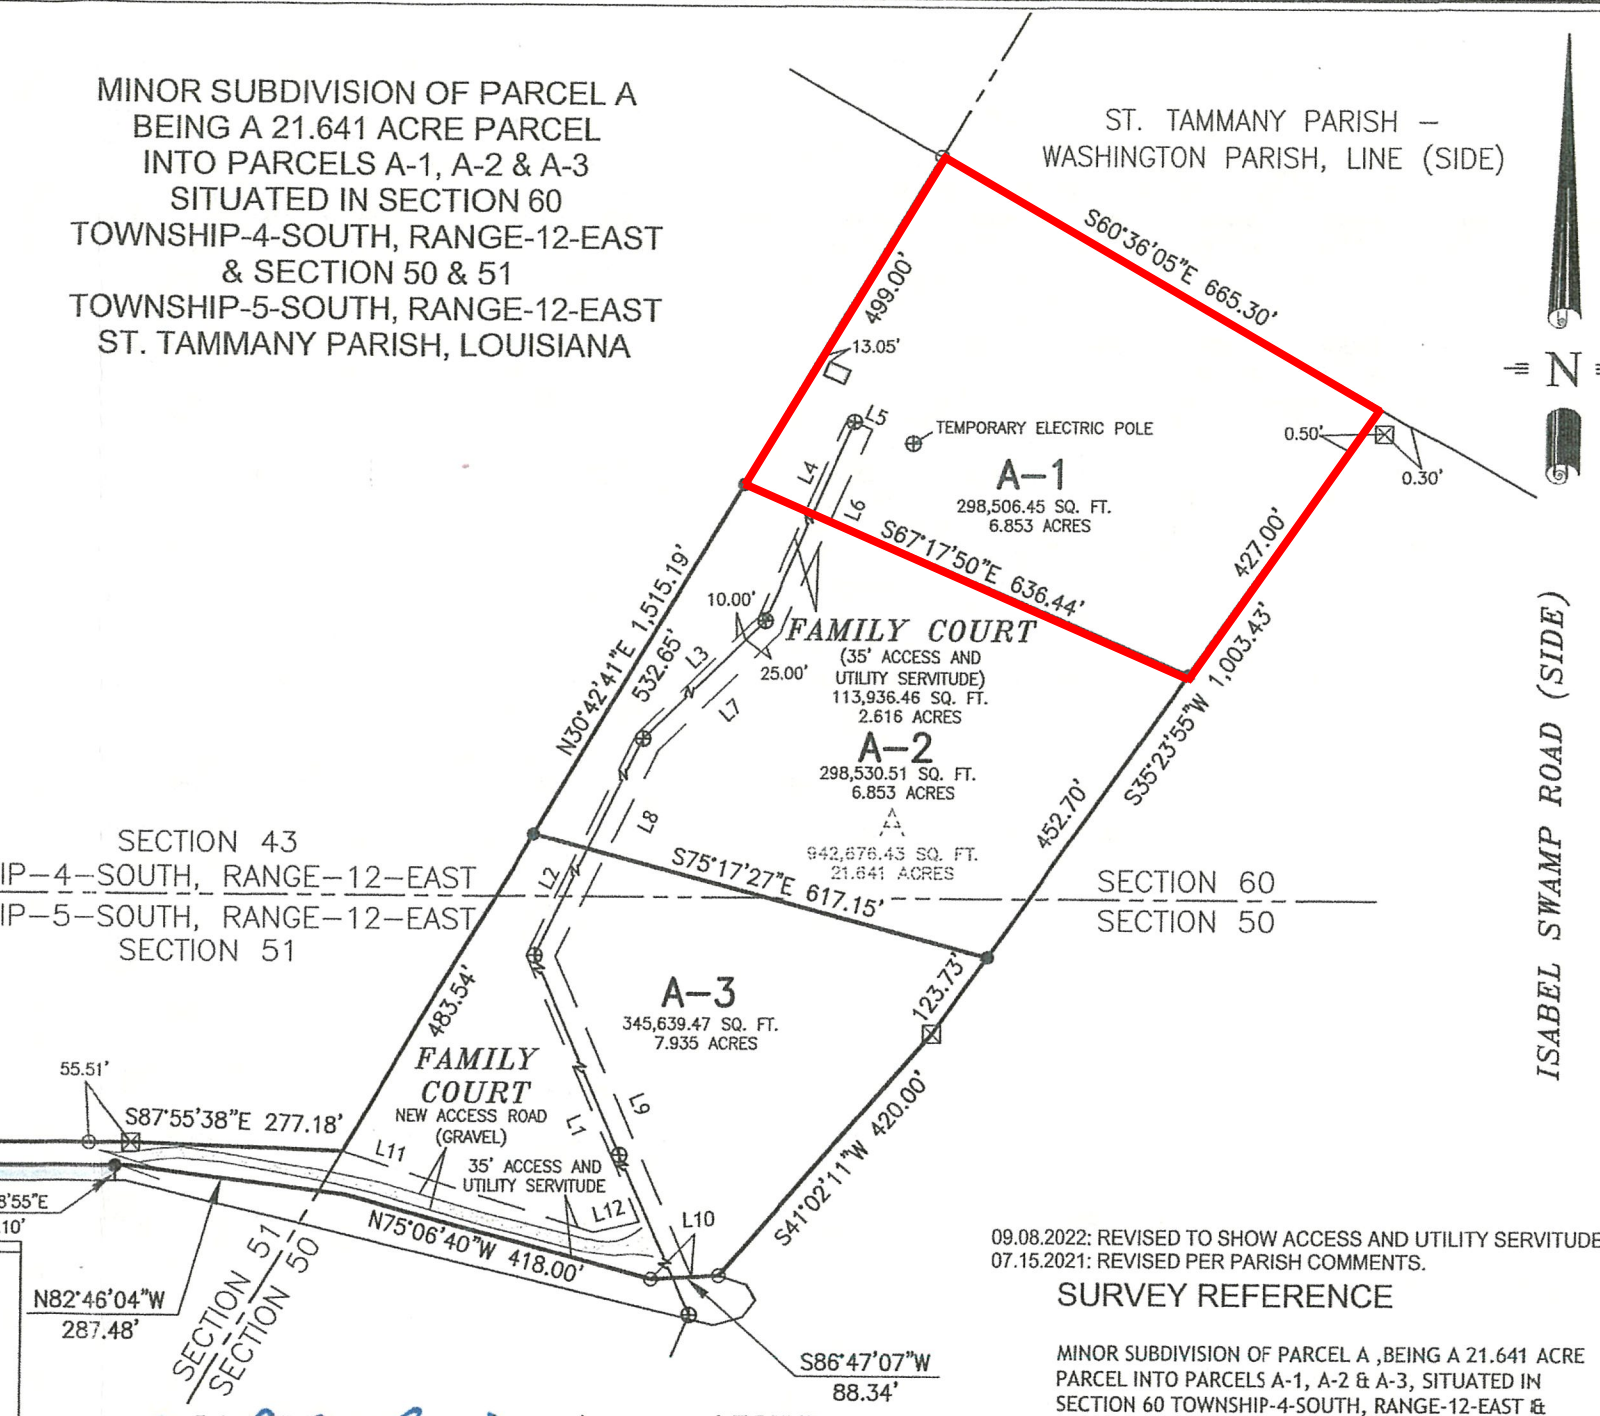 MINOR SUBDIVISION OF PARCEL A
BEING A 21.641 ACRE PARCEL
INTO PARCELS A-1, A-2 & A-3
SITUATED IN SECTION 60
TOWNSHIP-4-SOUTH, RANGE-12-EAST
& SECTION 50 & 51
TOWNSHIP-5-SOUTH, RANGE-12-EAST
ST. TAMMANY PARISH, LOUISIANA
ST. TAMMANY PARISH –
WASHINGTON PARISH, LINE (SIDE)
N
S60°36'05"E 665.30'
499.00'
13.05'
L5
TEMPORARY ELECTRIC POLE
0.50'
0.30'
L4
L6
A-1
298,506.45 SQ. FT.
6.853 ACRES
S67°17'50"E 636.44'
427.00'
N30°42'41"E 1,515.19'
532.65'
10.00'
25.00'
L3
L7
FAMILY COURT
(35' ACCESS AND
UTILITY SERVITUDE)
113,936.46 SQ. FT.
2.616 ACRES
A-2
298,530.51 SQ. FT.
6.853 ACRES
A
942,676.43 SQ. FT.
21.641 ACRES
S35°23'55"W 1,003.43'
452.70'
ISABEL SWAMP ROAD (SIDE)
SECTION 43
IP-4-SOUTH, RANGE-12-EAST
IP-5-SOUTH, RANGE-12-EAST
SECTION 51
L8
L2
S75°17'27"E 617.15'
SECTION 60
SECTION 50
483.54'
123.73'
A-3
345,639.47 SQ. FT.
7.935 ACRES
FAMILY
COURT
NEW ACCESS ROAD
(GRAVEL)
35' ACCESS AND
UTILITY SERVITUDE
L1
L9
55.51'
S87°55'38"E 277.18'
L11
L12
L10
S41°02'11"W 420.00'
8'55"E
10'
N75°06'40"W 418.00'
N82°46'04"W
287.48'
SECTION 51
SECTION 50
S86°47'07"W
88.34'
09.08.2022: REVISED TO SHOW ACCESS AND UTILITY SERVITUDE
07.15.2021: REVISED PER PARISH COMMENTS.
SURVEY REFERENCE
MINOR SUBDIVISION OF PARCEL A ,BEING A 21.641 ACRE
PARCEL INTO PARCELS A-1, A-2 & A-3, SITUATED IN
SECTION 60 TOWNSHIP-4-SOUTH, RANGE-12-EAST &